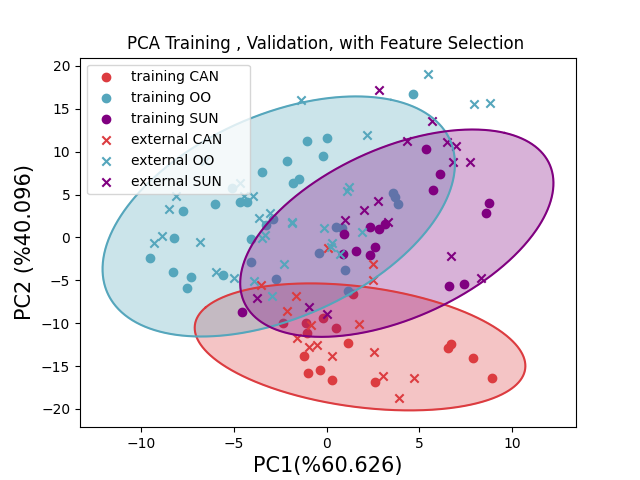 PCA Training , Validation, with Feature Selection
20
15
10
5
0
−5
−10
−15
−20
PC2 (%40.096)
training CAN
training OO
training SUN
external CAN
external OO
external SUN
−10
−5
0
5
10
PC1(%60.626)